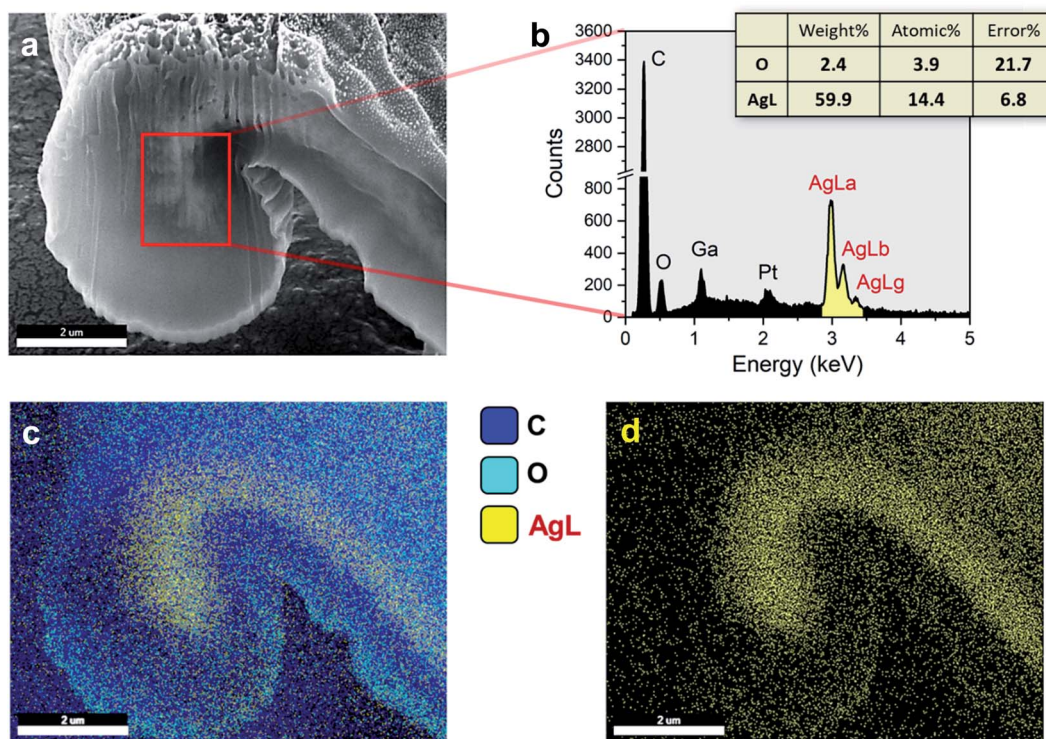 a
2 um
b
Weight% Atomic% Error%
O 2.4 3.9 21.7
AgL 59.9 14.4 6.8
3600
3400
3200
3000
2800
800
600
400
200
0
Counts
C
O
Ga
Pt
AgLa
AgLb
AgLg
0 1 2 3 4 5
Energy (keV)
c
2 um
C
O
AgL
d
2 um